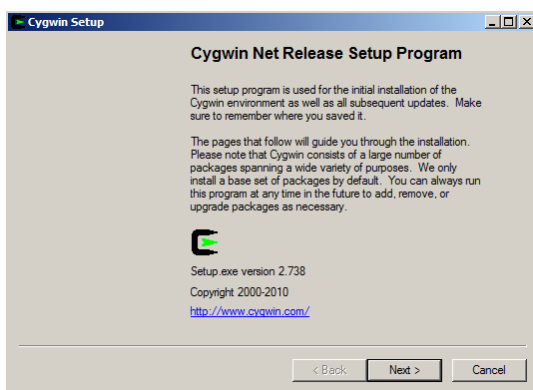 Cygwin Setup
Cygwin Net Release Setup Program
This setup program is used for the initial installation of the
Cygwin environment as well as all subsequent updates.  Make
sure to remember where you saved it.
The pages that follow will guide you through the installation.
Please note that Cygwin consists of a large number of
packages spanning a wide variety of purposes.  We only
install a base set of packages by default.  You can always run
this program at any time in the future to add, remove, or
upgrade packages as necessary.
Setup.exe version 2.738
Copyright 2000-2010
http://www.cygwin.com/
< Back   Next >   Cancel